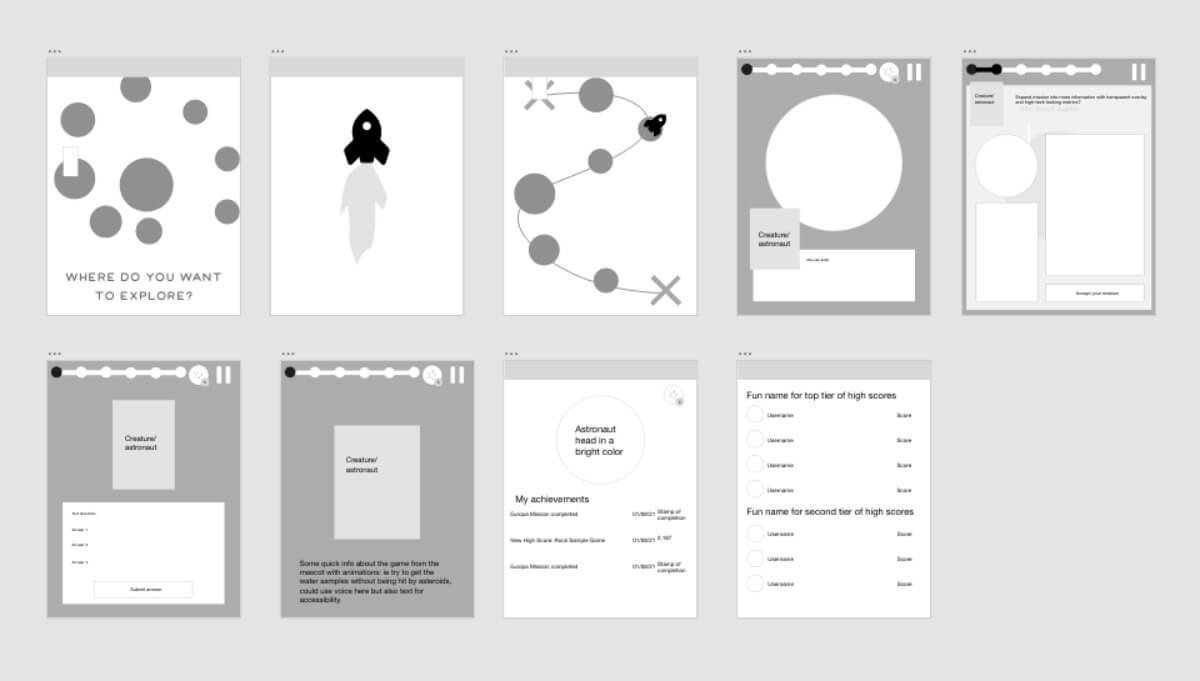 WHERE DO YOU WANT
TO EXPLORE?
Creature/
astronaut
Creature/
astronaut
Expand mission into more information with transparent overlay
and high tech looking metrics?
Accept your mission
Creature/
astronaut
Answer 1
Answer 2
Answer 3
Submit answer
Creature/
astronaut
Some quick info about the game from the
mascot with animations: ie try to get the
water samples without being hit by asteroids,
could use voice here but also text for
accessibility
Astronaut
head in a
bright color
My achievements
Europa Mission completed 01/08/21 Stamp of
completion
New High Score: Rock Sample Game 01/08/21
Europa Mission completed 01/08/21 Stamp of
completion
Fun name for top tier of high scores
Username Score
Username Score
Username Score
Username Score
Fun name for second tier of high scores
Username Score
Username Score
Username Score